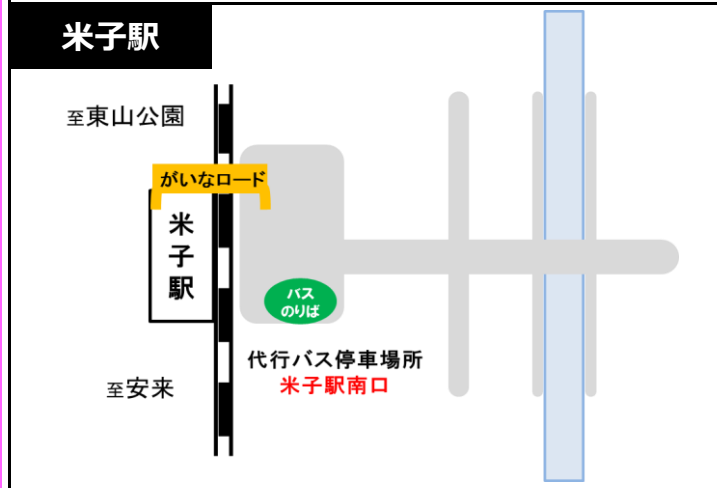 米子駅
至東山公園
がいなロード
米
子
駅
バス
のりば
代行バス停車場所
米子駅南口
至安来